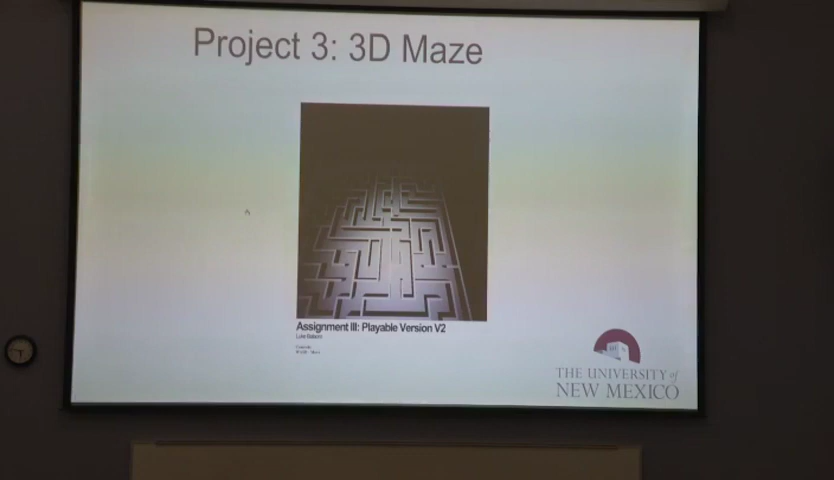 Project 3: 3D Maze
Assignment III: Playable Version V2
THE UNIVERSITY of
NEW MEXICO